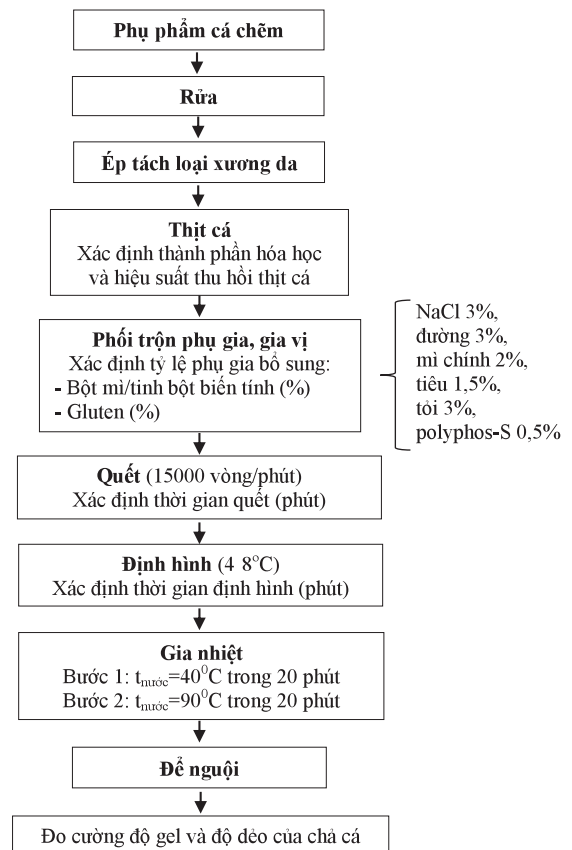 Phụ phẩm cá chẽm
Rửa
Ép tách loại xương da
Thịt cá
Xác định thành phần hóa học
và hiệu suất thu hồi thịt cá
Phối trộn phụ gia, gia vị
Xác định tỷ lệ phụ gia bổ sung:
- Bột mì/tinh bột biến tính (%)
- Gluten (%)
NaCl 3%,
đường 3%,
mì chính 2%,
tiêu 1,5%,
tỏi 3%,
polyphos-S 0,5%
Quết (15000 vòng/phút)
Xác định thời gian quết (phút)
Định hình (4 8°C)
Xác định thời gian định hình (phút)
Gia nhiệt
Bước 1: tnước=40⁰C trong 20 phút
Bước 2: tnước=90⁰C trong 20 phút
Để nguội
Đo cường độ gel và độ dẻo của chả cá